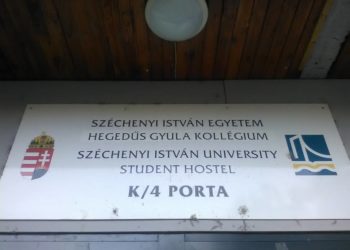 SZÉCHENYI ISTVÁN EGYETEM
HEGEDŰS GYULA KOLLÉGIUM
SZÉCHENYI ISTVÁN UNIVERSITY
STUDENT HOSTEL
K/4 PORTA